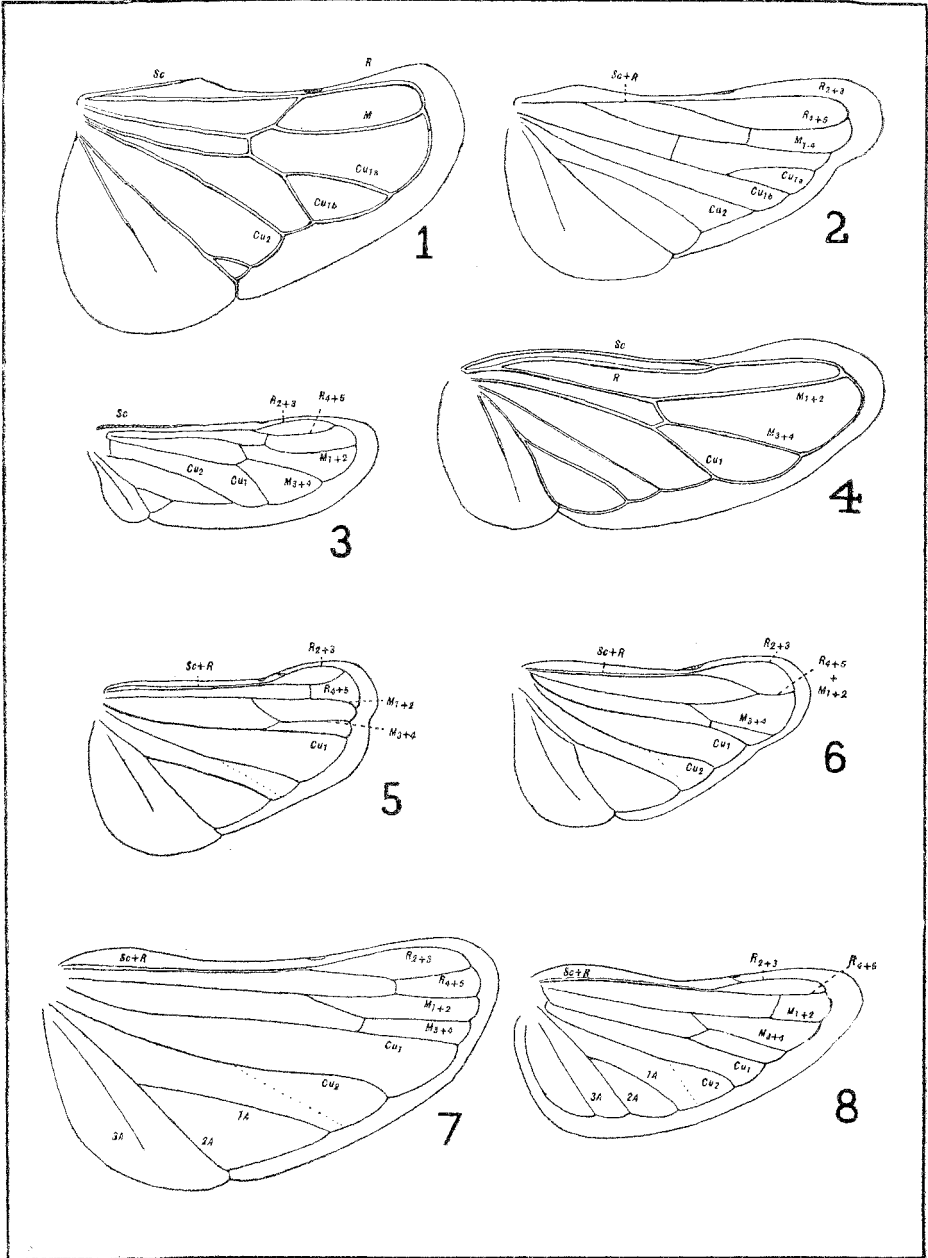 Sc
R
M
Cu1a
Cu1b
Cu2
1
Sc+R
R2+3
R4+5
M1-4
Cu1a
Cu1b
Cu2
2
Sc
R2+3
R4+5
M1+2
M3+4
Cu1
Cu2
3
Sc
R
M1+2
M3+4
Cu1
4
Sc+R
R2+3
R4+5
M1+2
M3+4
Cu1
5
Sc+R
R2+3
R4+5
+
M1+2
M3+4
Cu1
Cu2
6
Sc+R
R2+3
R4+5
M1+2
M3+4
Cu1
Cu2
1A
2A
3A
7
Sc+R
R2+3
R4+5
M1+2
M3+4
Cu1
Cu2
1A
2A
3A
8